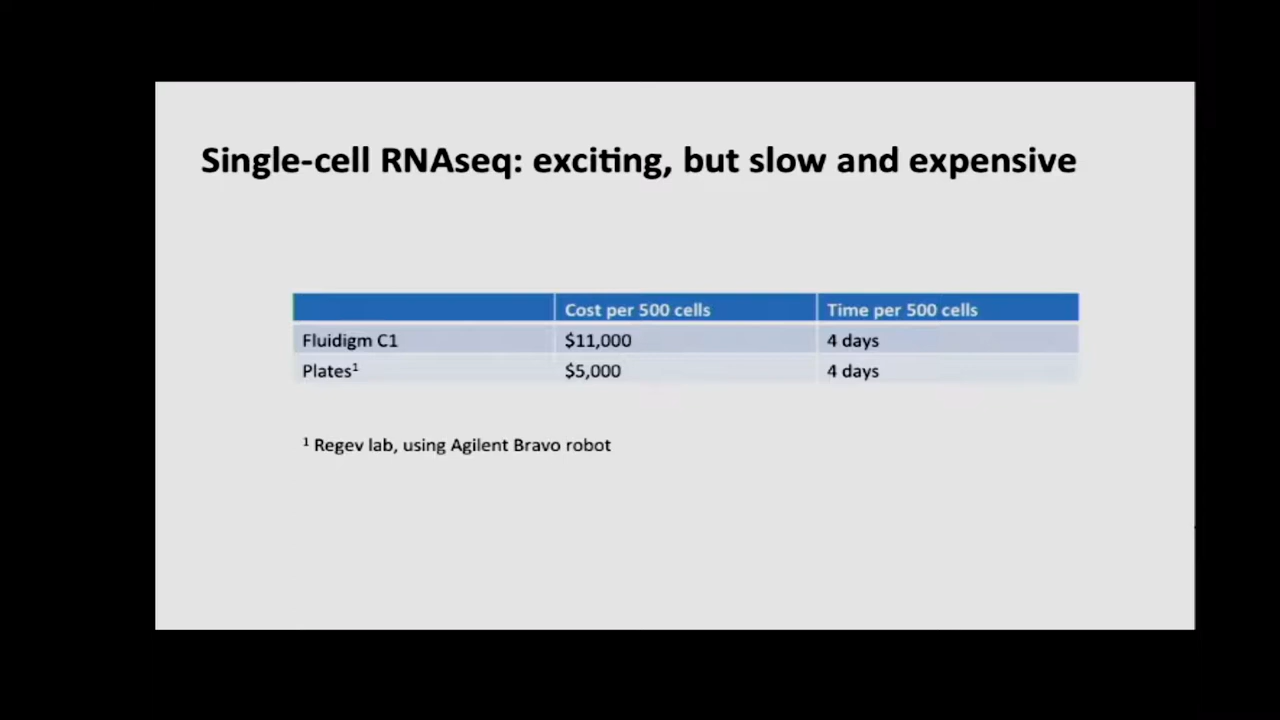 Single-cell RNAseq: exciting, but slow and expensive
Cost per 500 cells Time per 500 cells
Fluidigm C1 $11,000 4 days
Plates¹ $5,000 4 days
¹ Regev lab, using Agilent Bravo robot